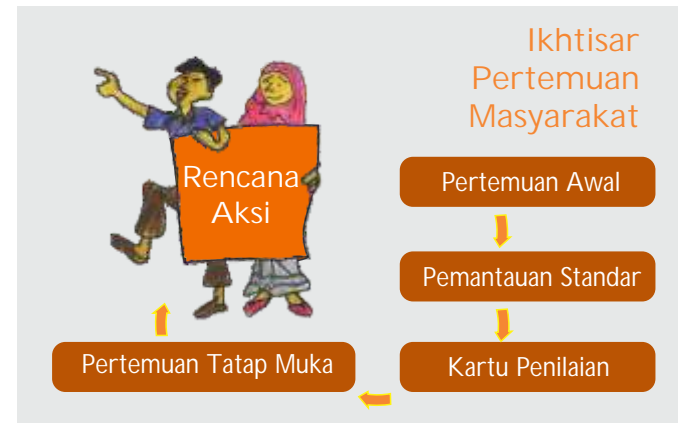 Ikhtisar
Pertemuan
Masyarakat
Pertemuan Awal
Pemantauan Standar
Kartu Penilaian
Pertemuan Tatap Muka
Rencana
Aksi